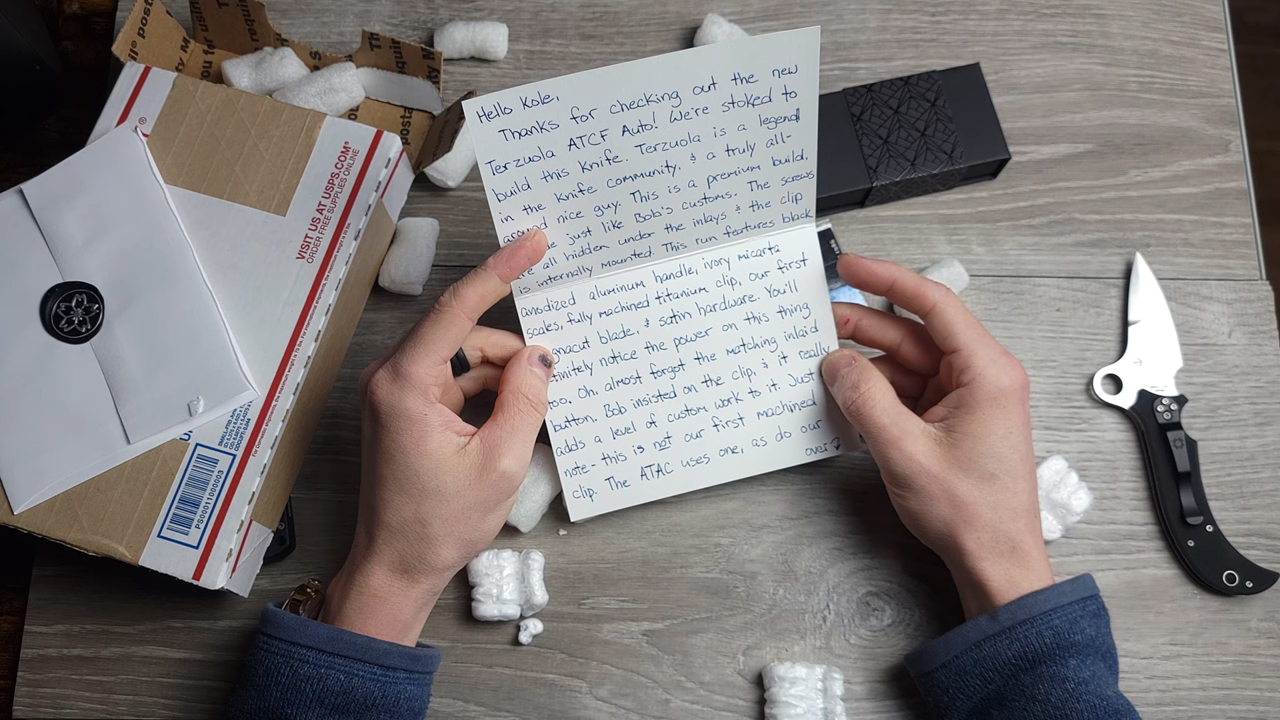 Hello Kole,
Thanks for checking out the new
Terzuola ATCF Auto! We're stoked to
build this knife. Terzuola is a legend
in the knife community, & a truly all-
around nice guy. This is a premium build,
just like Bob's customs. The screws
are all hidden under the inlays & the clip
is internally mounted. This run features black
anodized aluminum handle, ivory micarta
scales, fully machined titanium clip, our first
blade, & satin hardware. You'll
notice the power on this thing
too. Oh, almost forgot the matching inlaid
button. Bob insisted on the clip, & it really
adds a level of custom work to it. Just
note- this is not our first machined
clip. The ATAC uses one, as do our
over
VISIT US AT USPS.COM®
ORDER FREE SUPPLIES ONLINE
PS00011000003